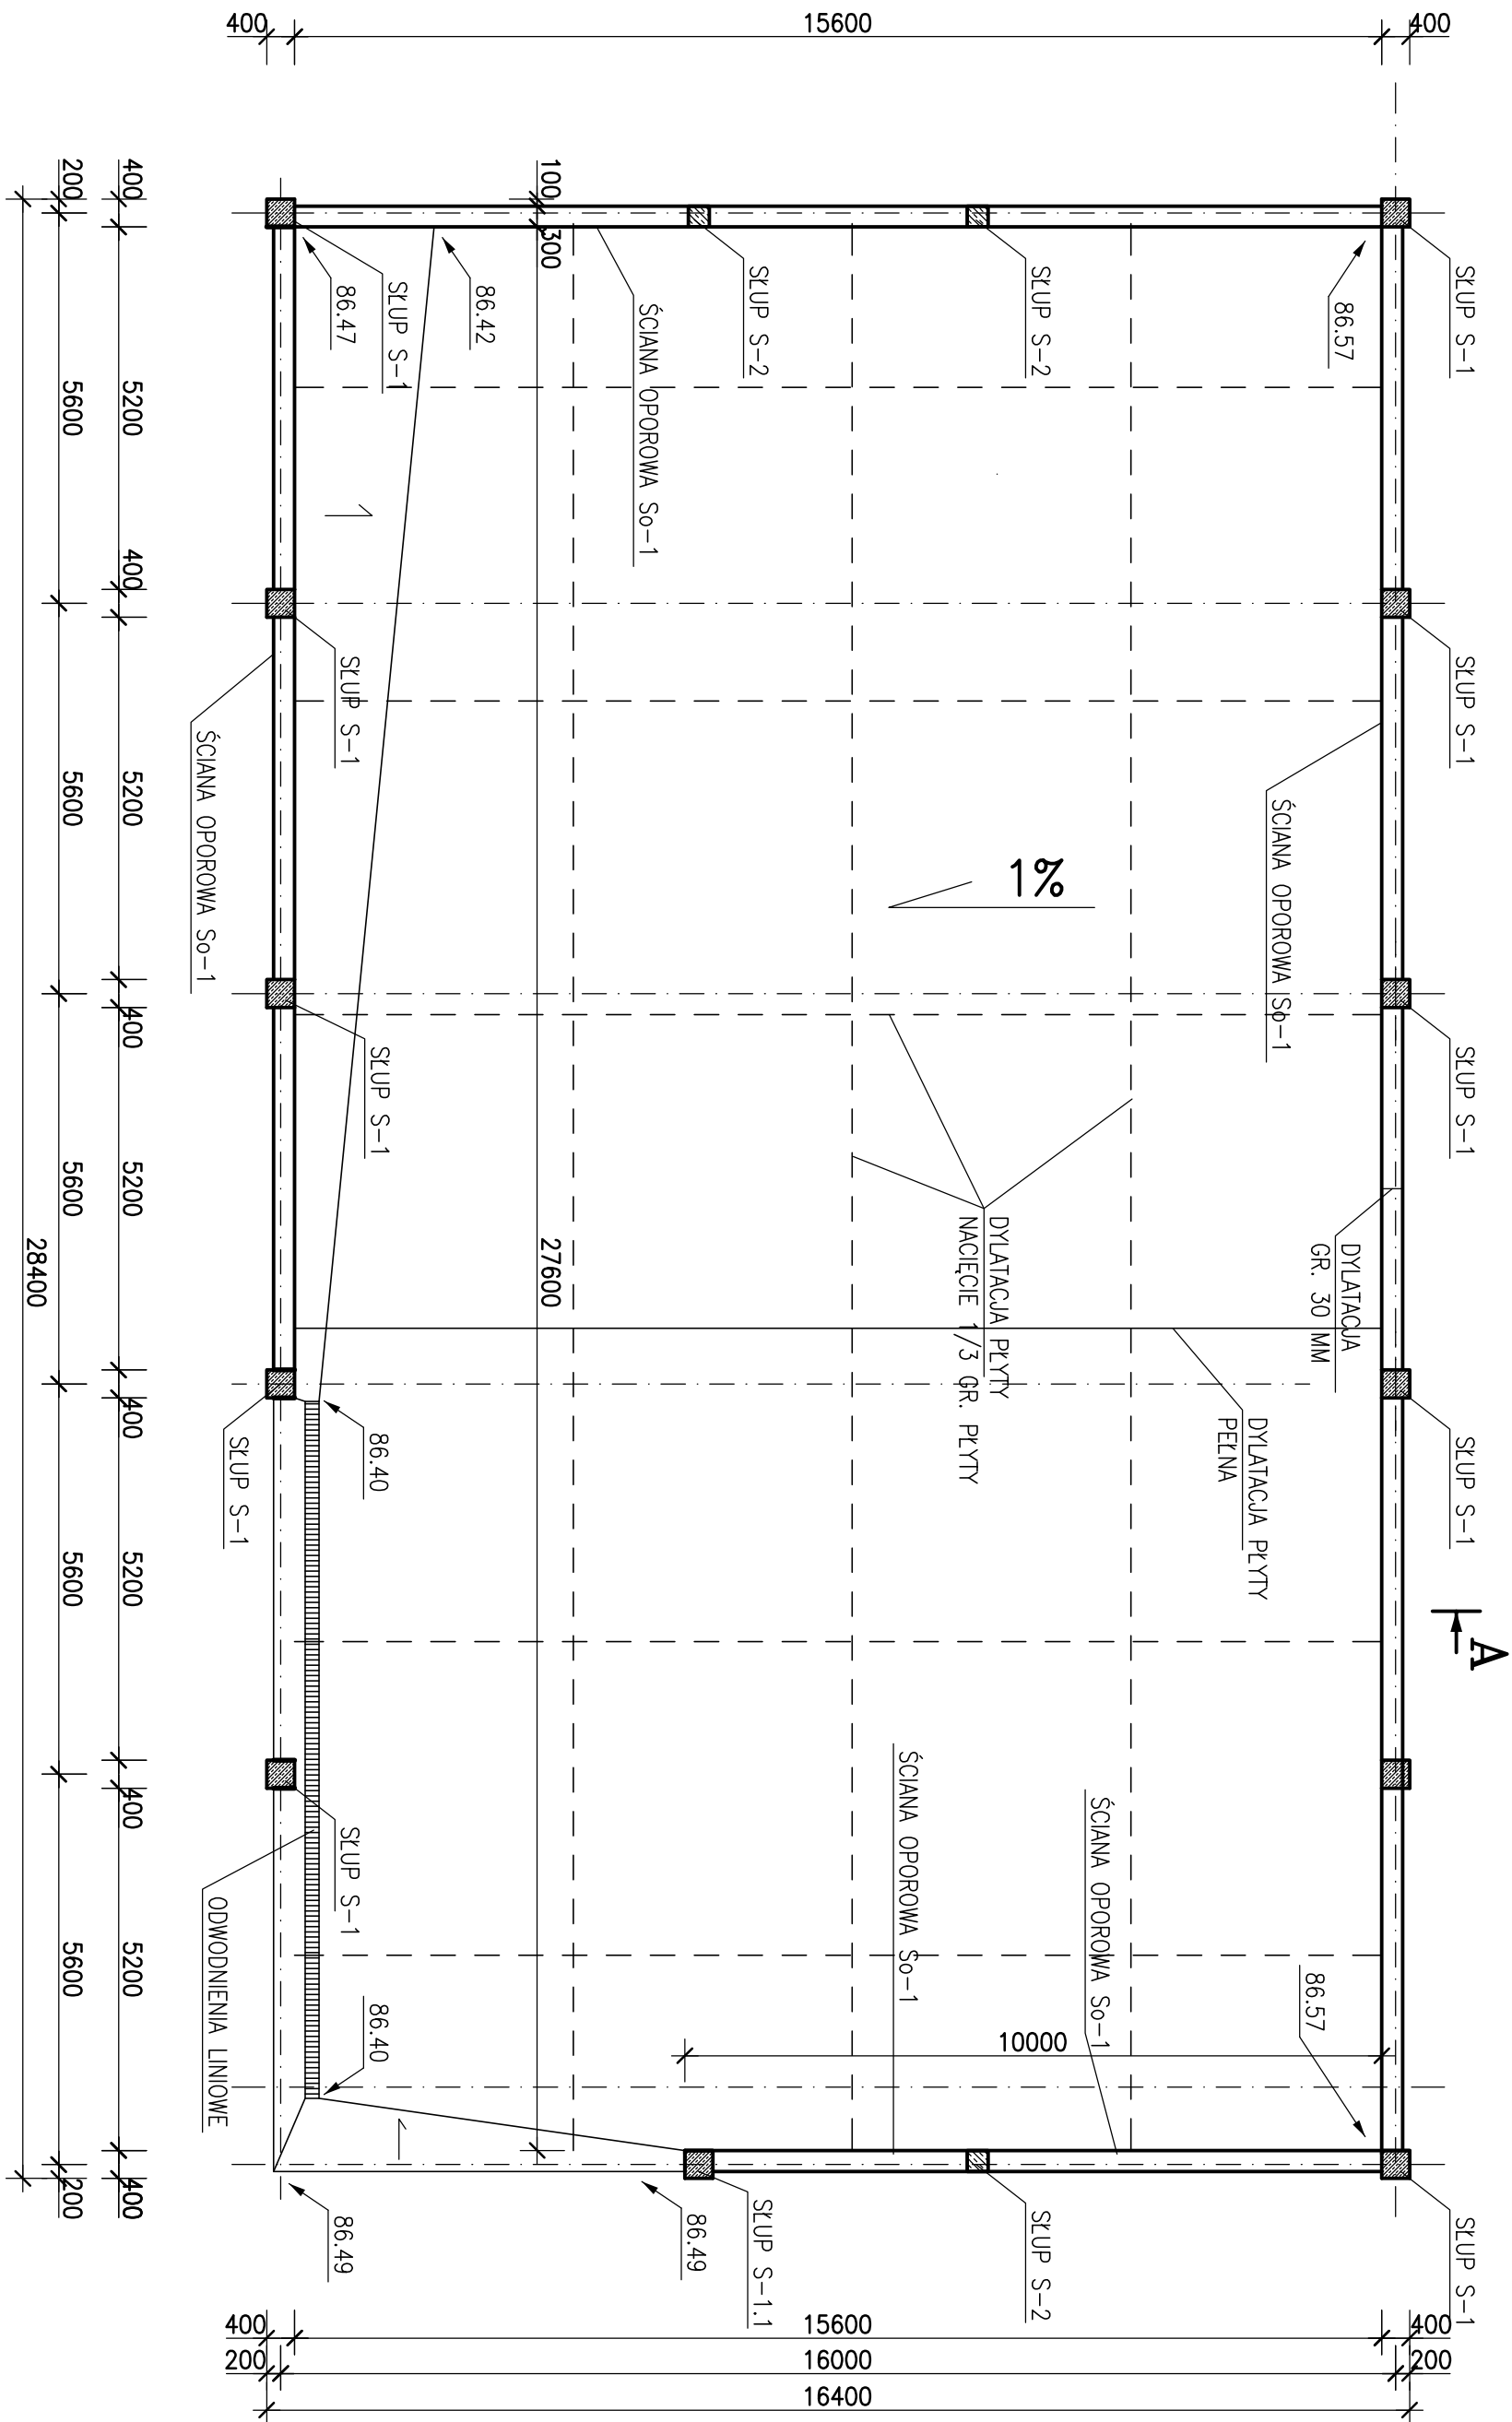 400
15600
400
200
400
100
300
SŁUP S-1
86.47
SŁUP S-1
86.42
ŚCIANA OPOROWA So-1
SŁUP S-2
SŁUP S-2
86.57
5600
5200
1
400
SŁUP S-1
SŁUP S-1
ŚCIANA OPOROWA So-1
5600
5200
1%
ŚCIANA OPOROWA So-1
400
SŁUP S-1
SŁUP S-1
5600
5200
28400
27600
DYLATACJA PŁYTY
NACIĘCIE 1/3 GR. PŁYTY
DYLATACJA
GR. 30 MM
400
SŁUP S-1
86.40
DYLATACJA PŁYTY
PEŁNA
SŁUP S-1
5600
5200
A
400
SŁUP S-1
ŚCIANA OPOROWA So-1
ŚCIANA OPOROWA So-1
ODWODNIENIA LINIOWE
5600
5200
86.40
10000
86.57
1
200
400
86.49
86.49
SŁUP S-1.1
SŁUP S-2
SŁUP S-1
400
15600
400
200
16000
200
16400